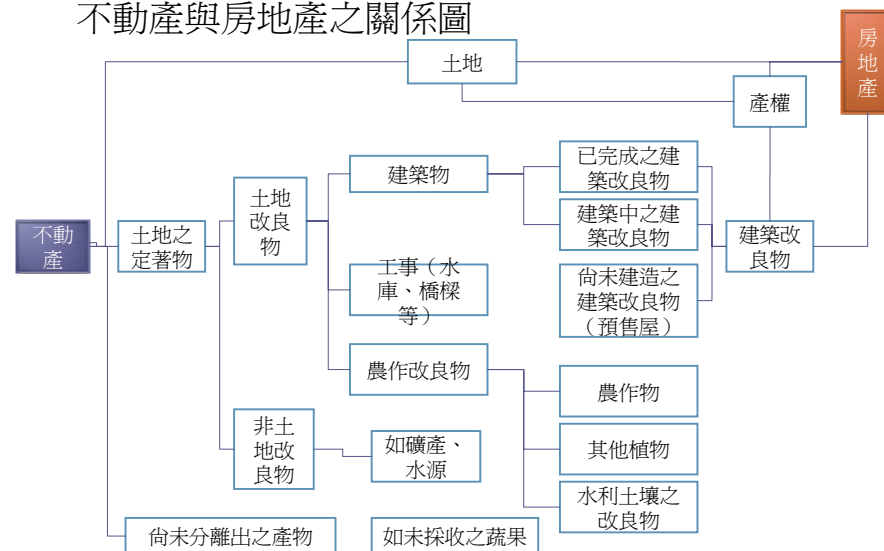 不動產與房地產之關係圖
土地
房
地
產
產權
已完成之建
築改良物
建築物
土地
改良
物
建築中之建
築改良物
不動
產
土地之
定著物
建築改
良物
工事（水
庫、橋樑
等）
尚未建造之
建築改良物
（預售屋）
農作改良物
農作物
非土
地改
良物
如礦產、
水源
其他植物
水利土壤之
改良物
尚未分離出之產物
如未採收之蔬果